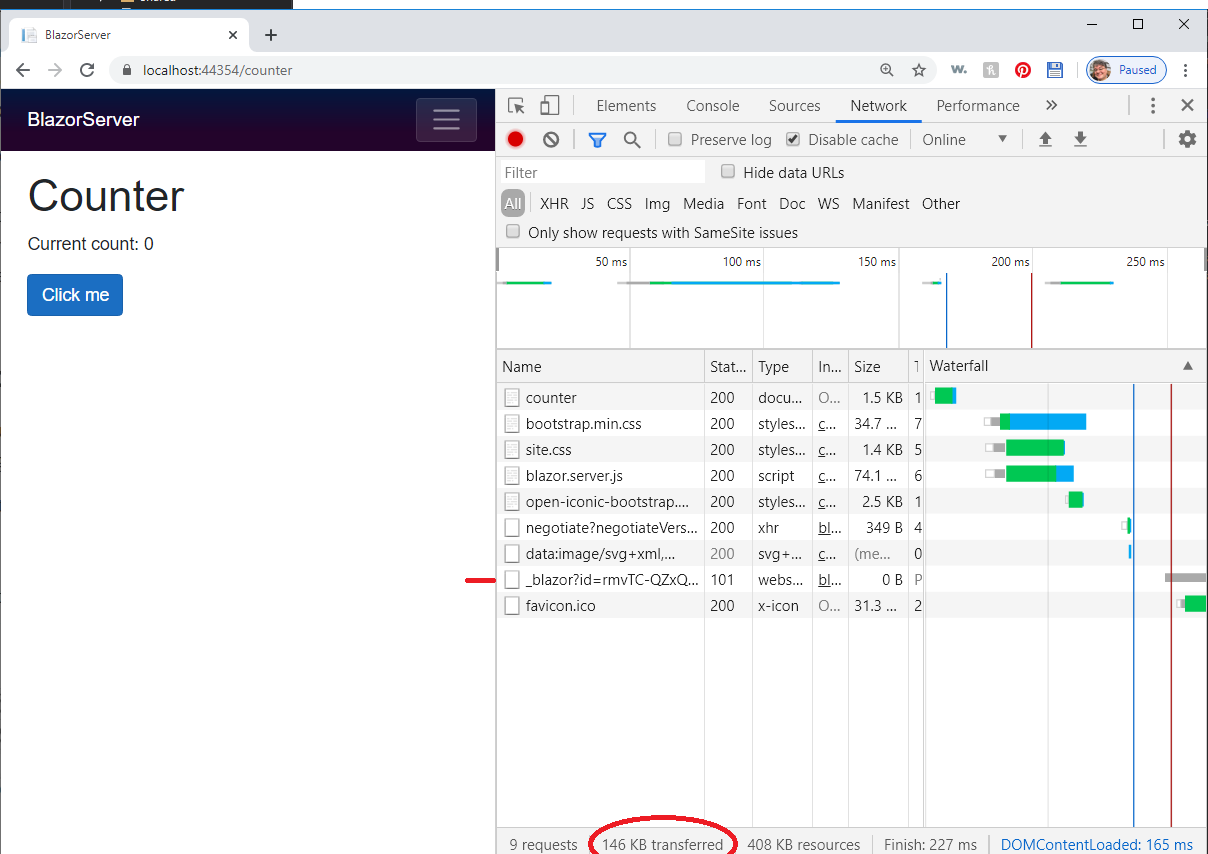 Shared
BlazorServer
localhost:44354/counter
w.
Paused
BlazorServer
Counter
Current count: 0
Click me
Elements Console Sources Network Performance
Preserve log Disable cache Online
Filter Hide data URLs
All XHR JS CSS Img Media Font Doc WS Manifest Other
Only show requests with SameSite issues
50 ms 100 ms 150 ms 200 ms 250 ms
Name Stat... Type In... Size T Waterfall
counter 200 docu... O... 1.5 KB 1
bootstrap.min.css 200 styles... c... 34.7 ... 7
site.css 200 styles... c... 1.4 KB 5
blazor.server.js 200 script c... 74.1 ... 6
open-iconic-bootstrap.... 200 styles... c... 2.5 KB 1
negotiate?negotiateVers... 200 xhr bl... 349 B 4
data:image/svg+xml,... 200 svg+... c... (me... 0
_blazor?id=rmvTC-QZxQ... 101 webs... bl... 0 B P
favicon.ico 200 x-icon O... 31.3 ... 2
9 requests 146 KB transferred 408 KB resources Finish: 227 ms DOMContentLoaded: 165 ms